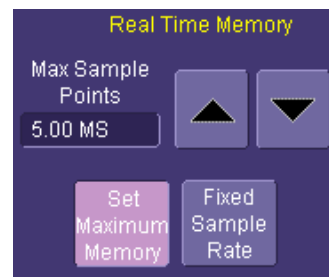 Real Time Memory
Max Sample
Points
5.00 MS
Set
Maximum
Memory
Fixed
Sample
Rate